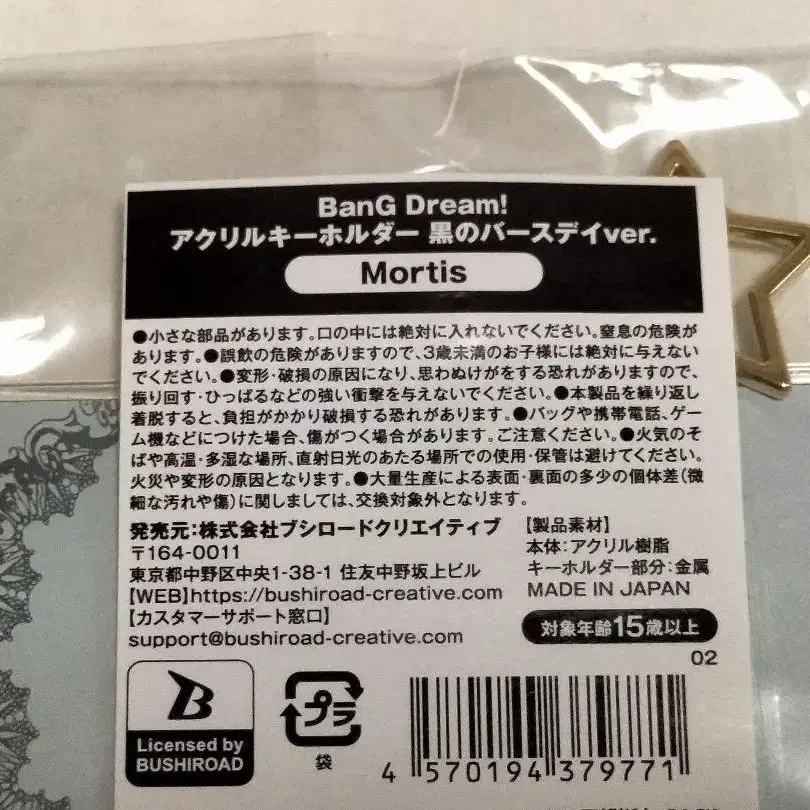 BanG Dream!
アクリルキーホルダー 黒のバースデイver.
Mortis
●小さな部品があります。口の中には絶対に入れないでください。窒息の危険が
あります。●誤飲の危険がありますので、3歳未満のお子様には絶対に与えない
でください。●変形・破損の原因になり、思わぬけがをする恐れがありますので、
振り回す・ひっぱるなどの強い衝撃を与えないでください。●本製品を繰り返し
着脱すると、負担がかかり破損する恐れがあります。●バッグや携帯電話、ゲー
ム機などにつけた場合、傷がつく場合があります。ご注意ください。●火気のそ
ばや高温・多湿な場所、直射日光のあたる場所での使用・保管は避けてください。
火災や変形の原因となります。●大量生産による表面・裏面の多少の個体差(微
細な汚れや傷)に関しましては、交換対象外となります。
発売元:株式会社ブシロードクリエイティブ
〒164-0011
東京都中野区中央1-38-1 住友中野坂上ビル
【WEB】https://bushiroad-creative.com
【カスタマーサポート窓口】
support@bushiroad-creative.com
【製品素材】
本体:アクリル樹脂
キーホルダー部分:金属
MADE IN JAPAN
対象年齢15歳以上
02
B
Licensed by
BUSHIROAD
プラ
袋
4 570194 379771